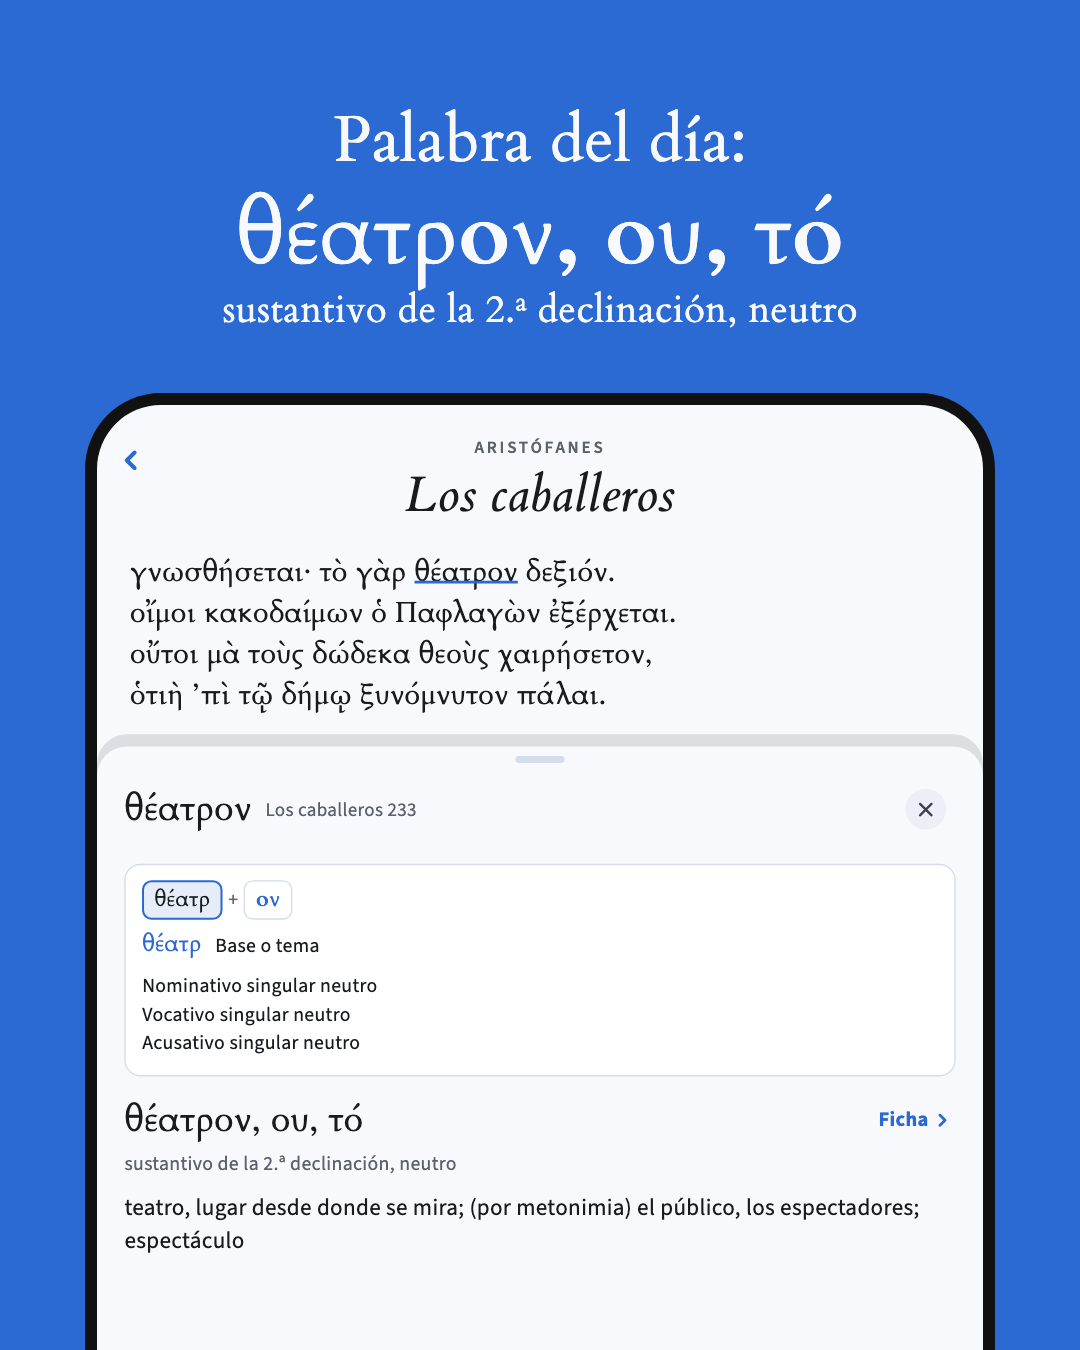 Palabra del día:
θέατρον, ου, τό
sustantivo de la 2.ª declinación, neutro
ARISTÓFANES
Los caballeros
γνωσθήσεται· τὸ γὰρ θέατρον δεξιόν.
οἴμοι κακοδαίμων ὁ Παφλαγὼν ἐξέρχεται.
οὔτοι μὰ τοὺς δώδεκα θεοὺς χαιρήσετον,
ὁτιὴ ’πὶ τῷ δήμῳ ξυνόμνυτον πάλαι.
θέατρον Los caballeros 233
θέατρ + ον
θέατρ Base o tema
Nominativo singular neutro
Vocativo singular neutro
Acusativo singular neutro
θέατρον, ου, τό Ficha
sustantivo de la 2.ª declinación, neutro
teatro, lugar desde donde se mira; (por metonimia) el público, los espectadores;
espectáculo